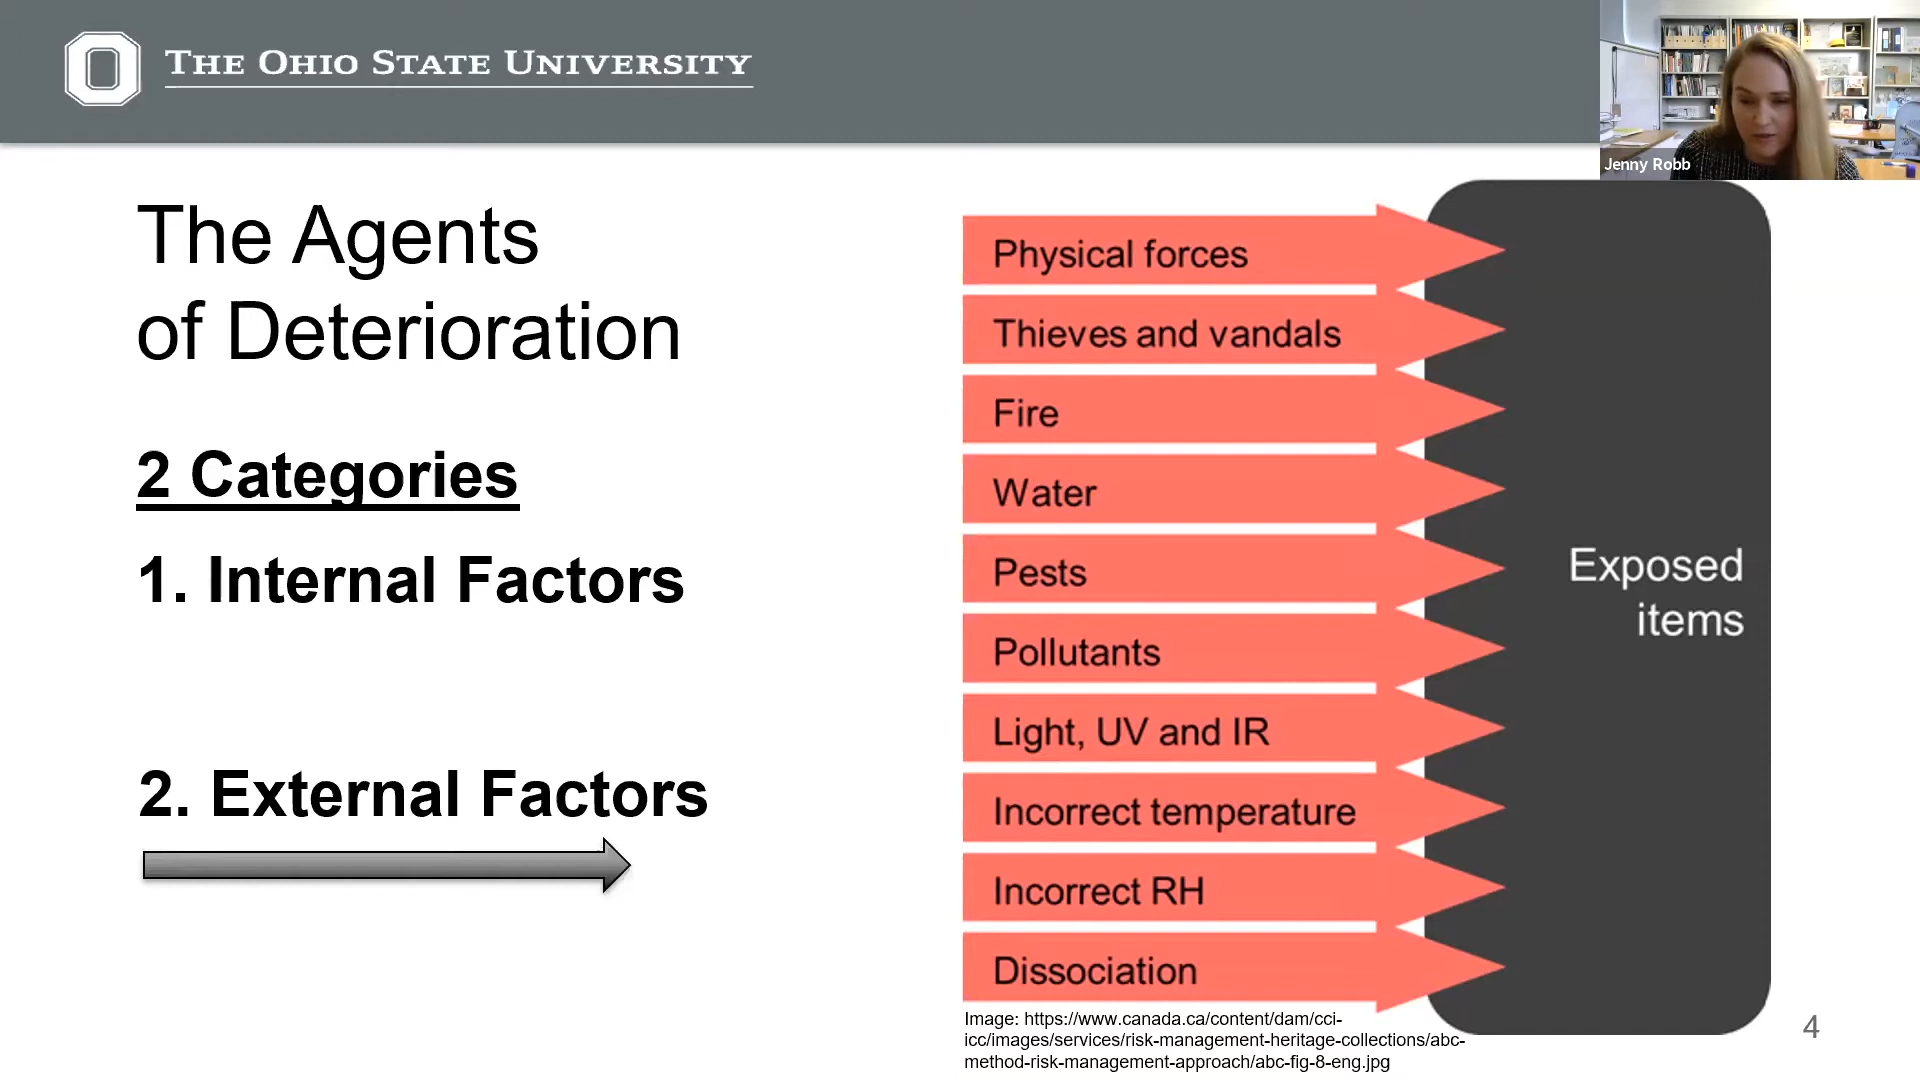 THE OHIO STATE UNIVERSITY
Jenny Robb
The Agents
of Deterioration
2 Categories
1. Internal Factors
2. External Factors
Physical forces
Thieves and vandals
Fire
Water
Pests
Pollutants
Light, UV and IR
Incorrect temperature
Incorrect RH
Dissociation
Exposed
items
Image: https://www.canada.ca/content/dam/cci-
icc/images/services/risk-management-heritage-collections/abc-
method-risk-management-approach/abc-fig-8-eng.jpg
4